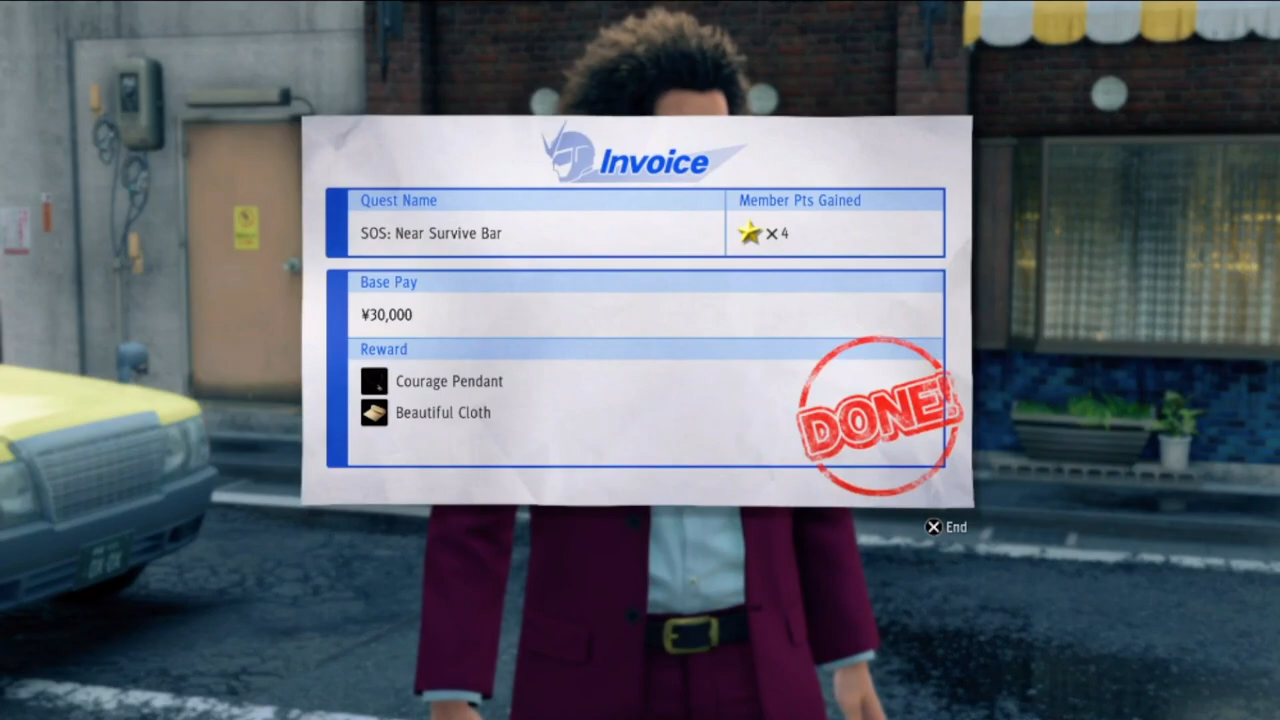 Invoice
Quest Name
Member Pts Gained
SOS: Near Survive Bar
×4
Base Pay
¥30,000
Reward
Courage Pendant
Beautiful Cloth
DONE!
End